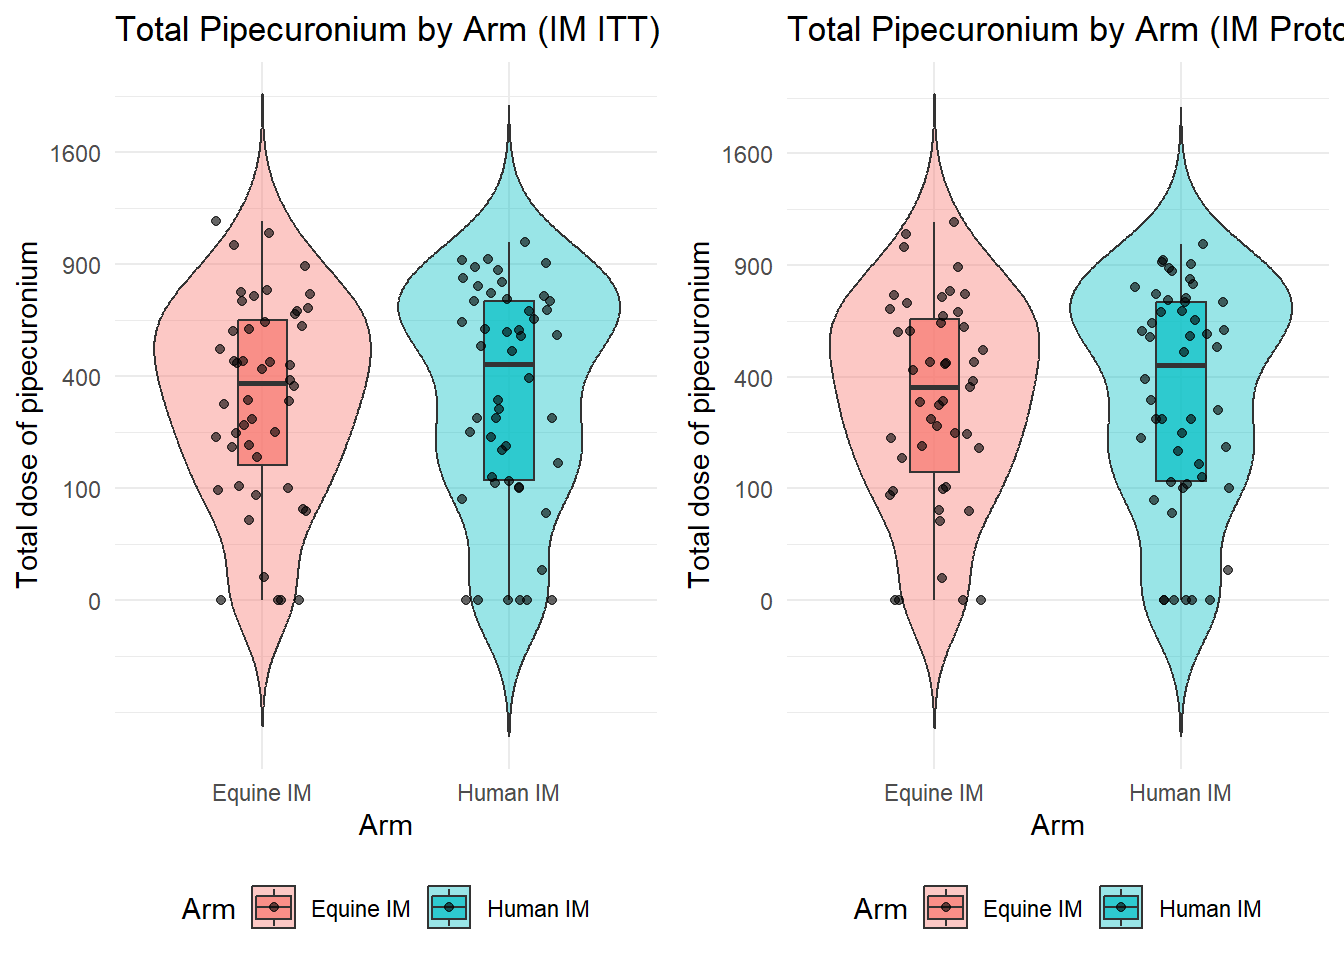 Total Pipecuronium by Arm (IM ITT)
Total dose of pipecuronium
1600
900
400
100
0
Equine IM Human IM
Arm
Arm Equine IM Human IM
Total Pipecuronium by Arm (IM Proto
Total dose of pipecuronium
1600
900
400
100
0
Equine IM Human IM
Arm
Arm Equine IM Human IM